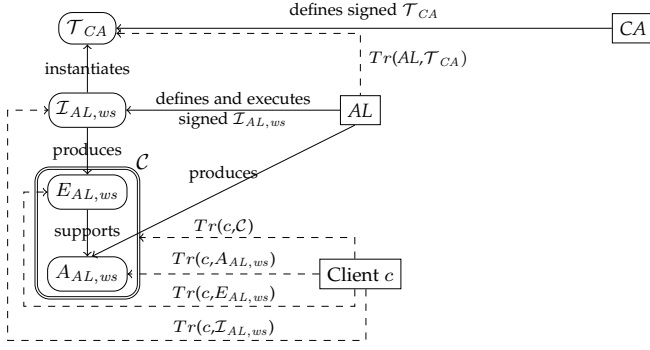 defines signed 𝒯_CA
𝒯_CA
CA
Tr(AL,𝒯_CA)
instantiates
ℐ_AL,ws
defines and executes
signed ℐ_AL,ws
AL
produces
𝒞
produces
E_AL,ws
supports
Tr(c,𝒞)
A_AL,ws
Tr(c,A_AL,ws)
Client c
Tr(c,E_AL,ws)
Tr(c,ℐ_AL,ws)